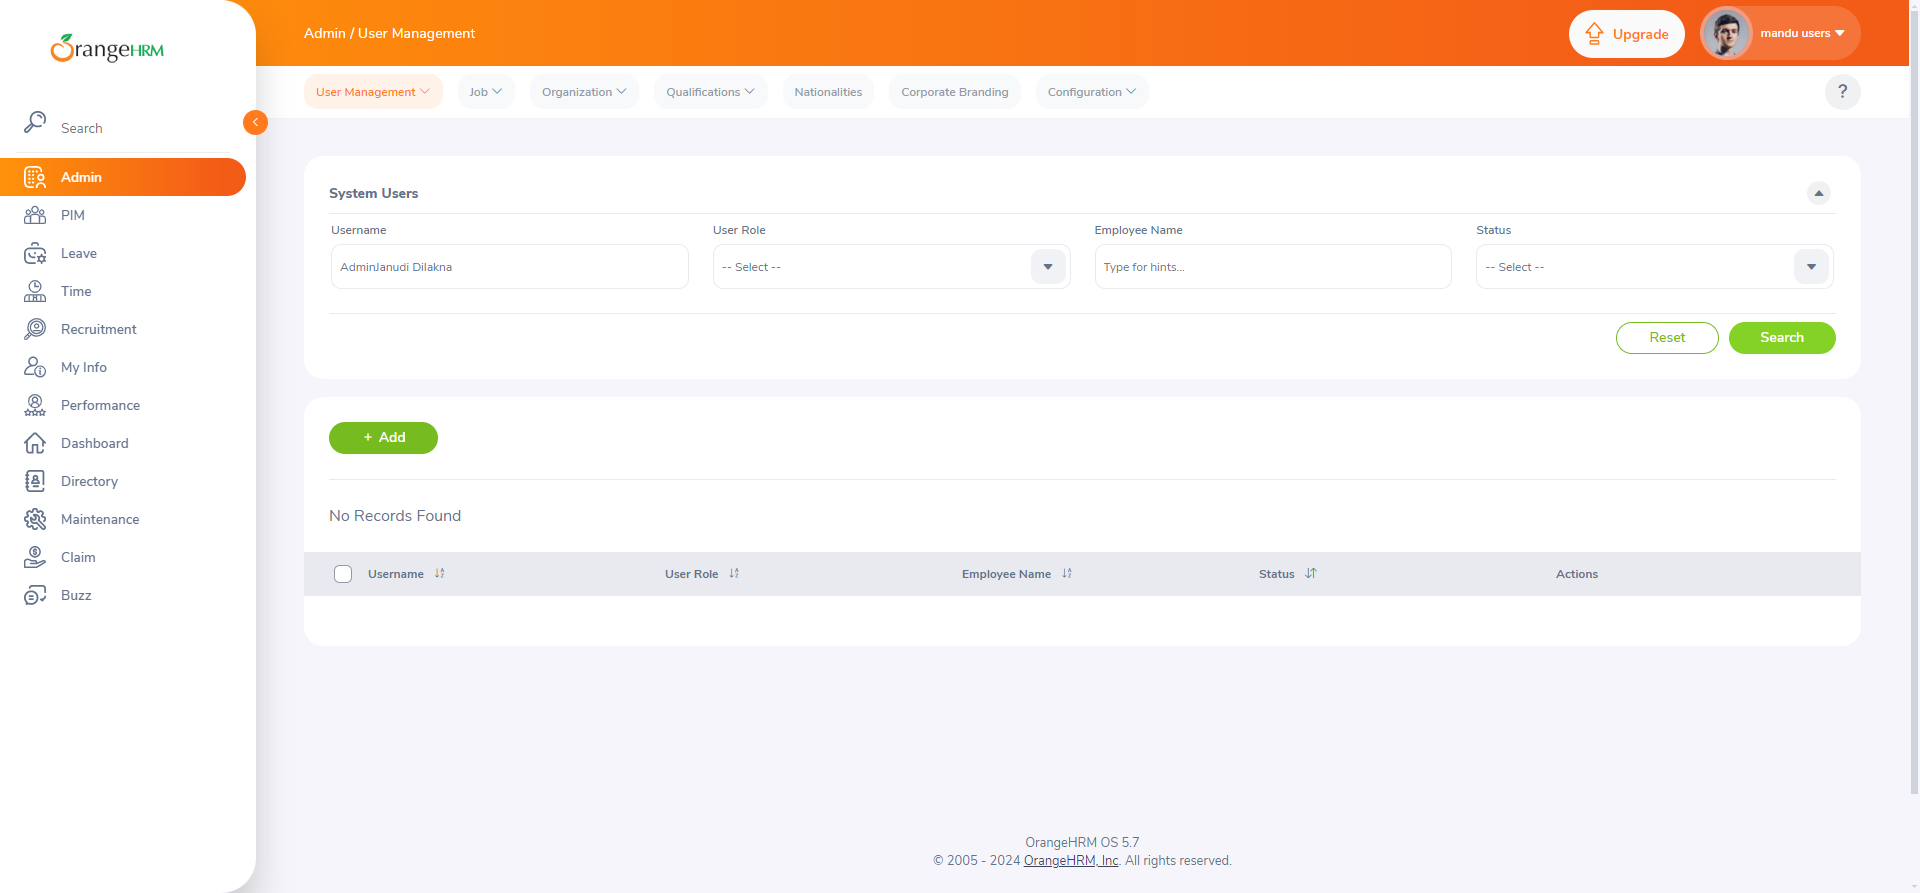 OrangeHRM
Admin / User Management
Upgrade
mandu users
User Management
Job
Organization
Qualifications
Nationalities
Corporate Branding
Configuration
?
Search
Admin
PIM
Leave
Time
Recruitment
My Info
Performance
Dashboard
Directory
Maintenance
Claim
Buzz
System Users
Username
User Role
Employee Name
Status
AdminJanudi Dilakna
-- Select --
Type for hints...
-- Select --
Reset
Search
+ Add
No Records Found
Username
User Role
Employee Name
Status
Actions
OrangeHRM OS 5.7
© 2005 - 2024 OrangeHRM, Inc. All rights reserved.